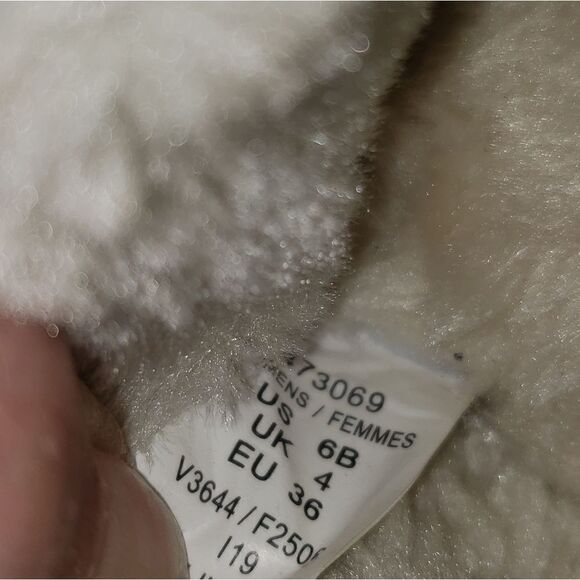 73069
MENS / FEMMES
US 6B
UK 4
EU 36
V3644 / F250
I19